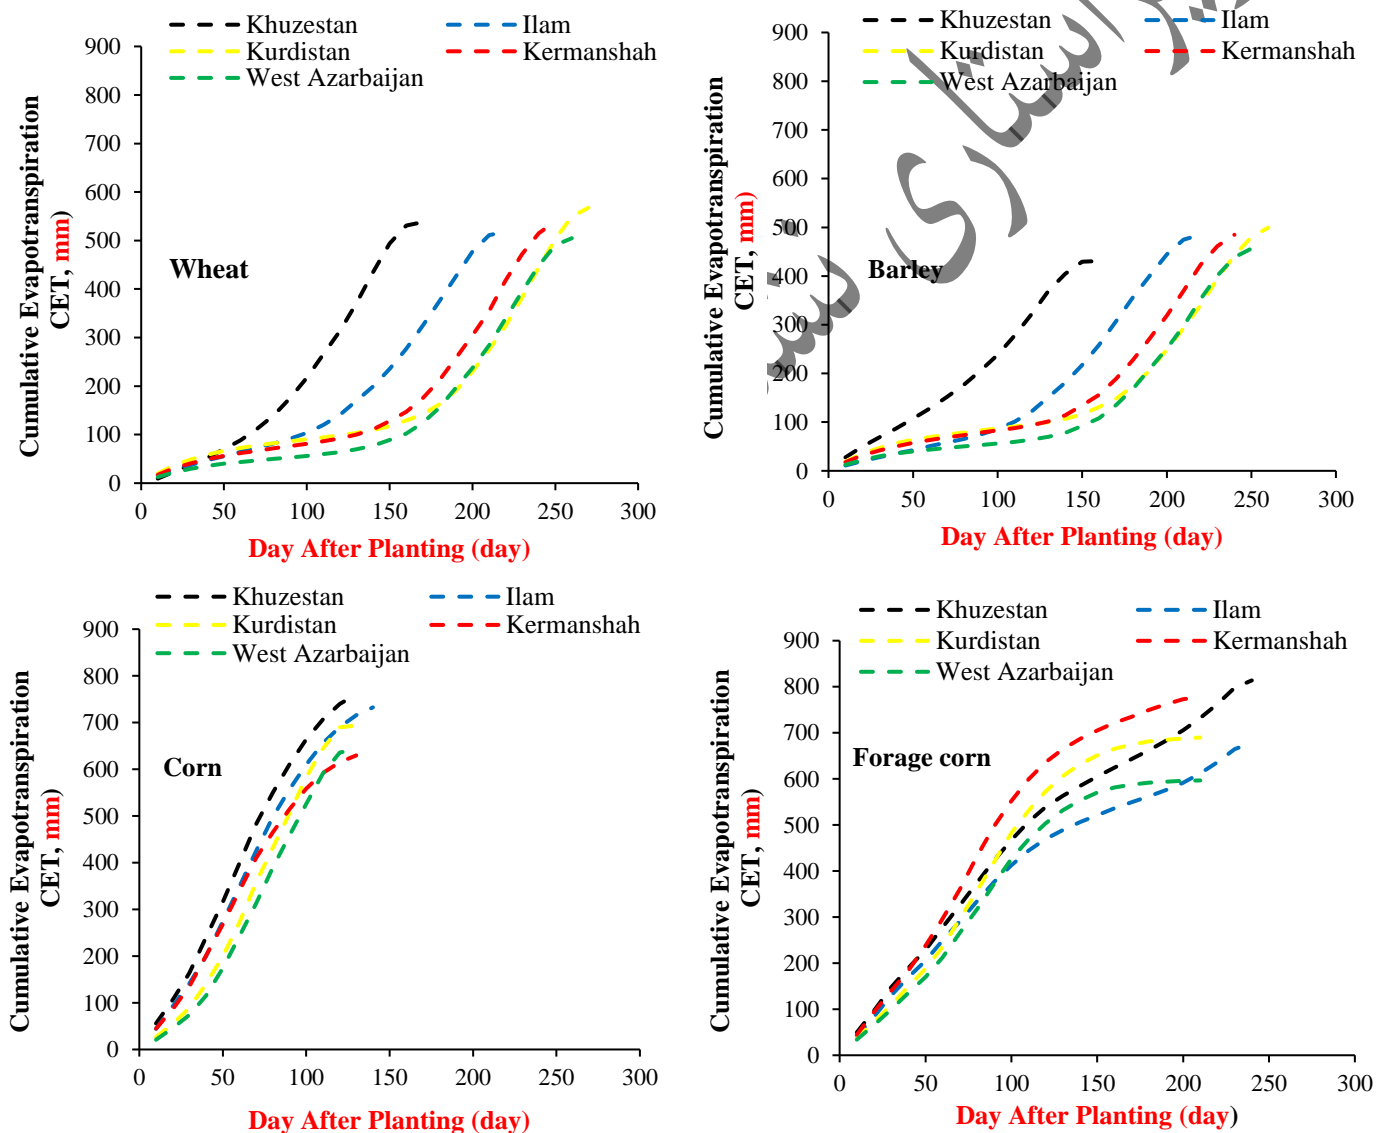 Khuzestan
Ilam
Kurdistan
Kermanshah
West Azarbaijan
900
800
700
600
500
400
300
200
100
0
0
50
100
150
200
250
300
Cumulative Evapotranspiration
CET, mm)
Wheat
Day After Planting (day)
Khuzestan
Ilam
Kurdistan
Kermanshah
West Azarbaijan
900
800
700
600
500
400
300
200
100
0
0
50
100
150
200
250
300
Cumulative Evapotranspiration
CET, mm)
Barley
Day After Planting (day)
Khuzestan
Ilam
Kurdistan
Kermanshah
West Azarbaijan
900
800
700
600
500
400
300
200
100
0
0
50
100
150
200
250
300
Cumulative Evapotranspiration
CET, mm)
Corn
Day After Planting (day)
Khuzestan
Ilam
Kurdistan
Kermanshah
West Azarbaijan
900
800
700
600
500
400
300
200
100
0
0
50
100
150
200
250
300
Cumulative Evapotranspiration
CET, mm)
Forage corn
Day After Planting (day)